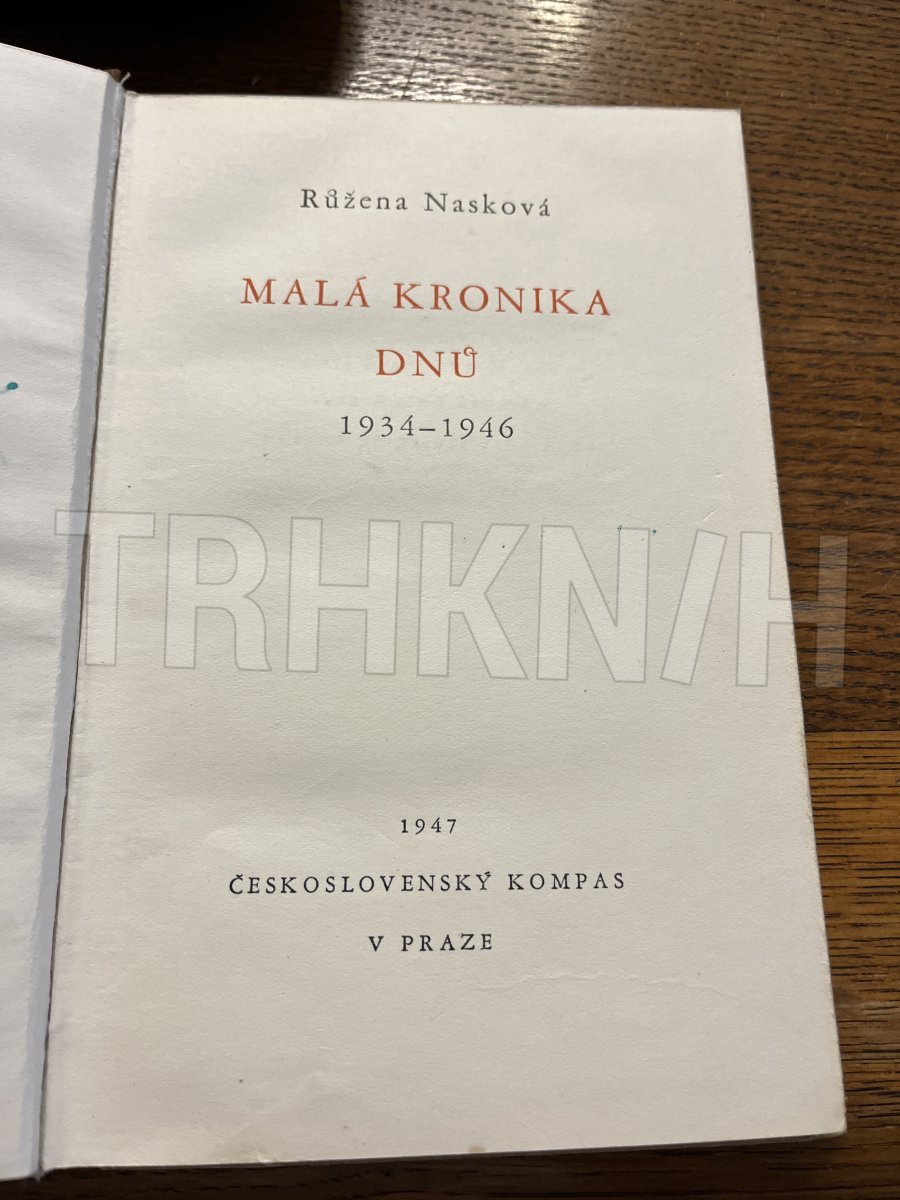 Růžena Nasková
MALÁ KRONIKA
DNŮ
1934–1946
TRHKNIH
1947
ČESKOSLOVENSKÝ KOMPAS
V PRAZE